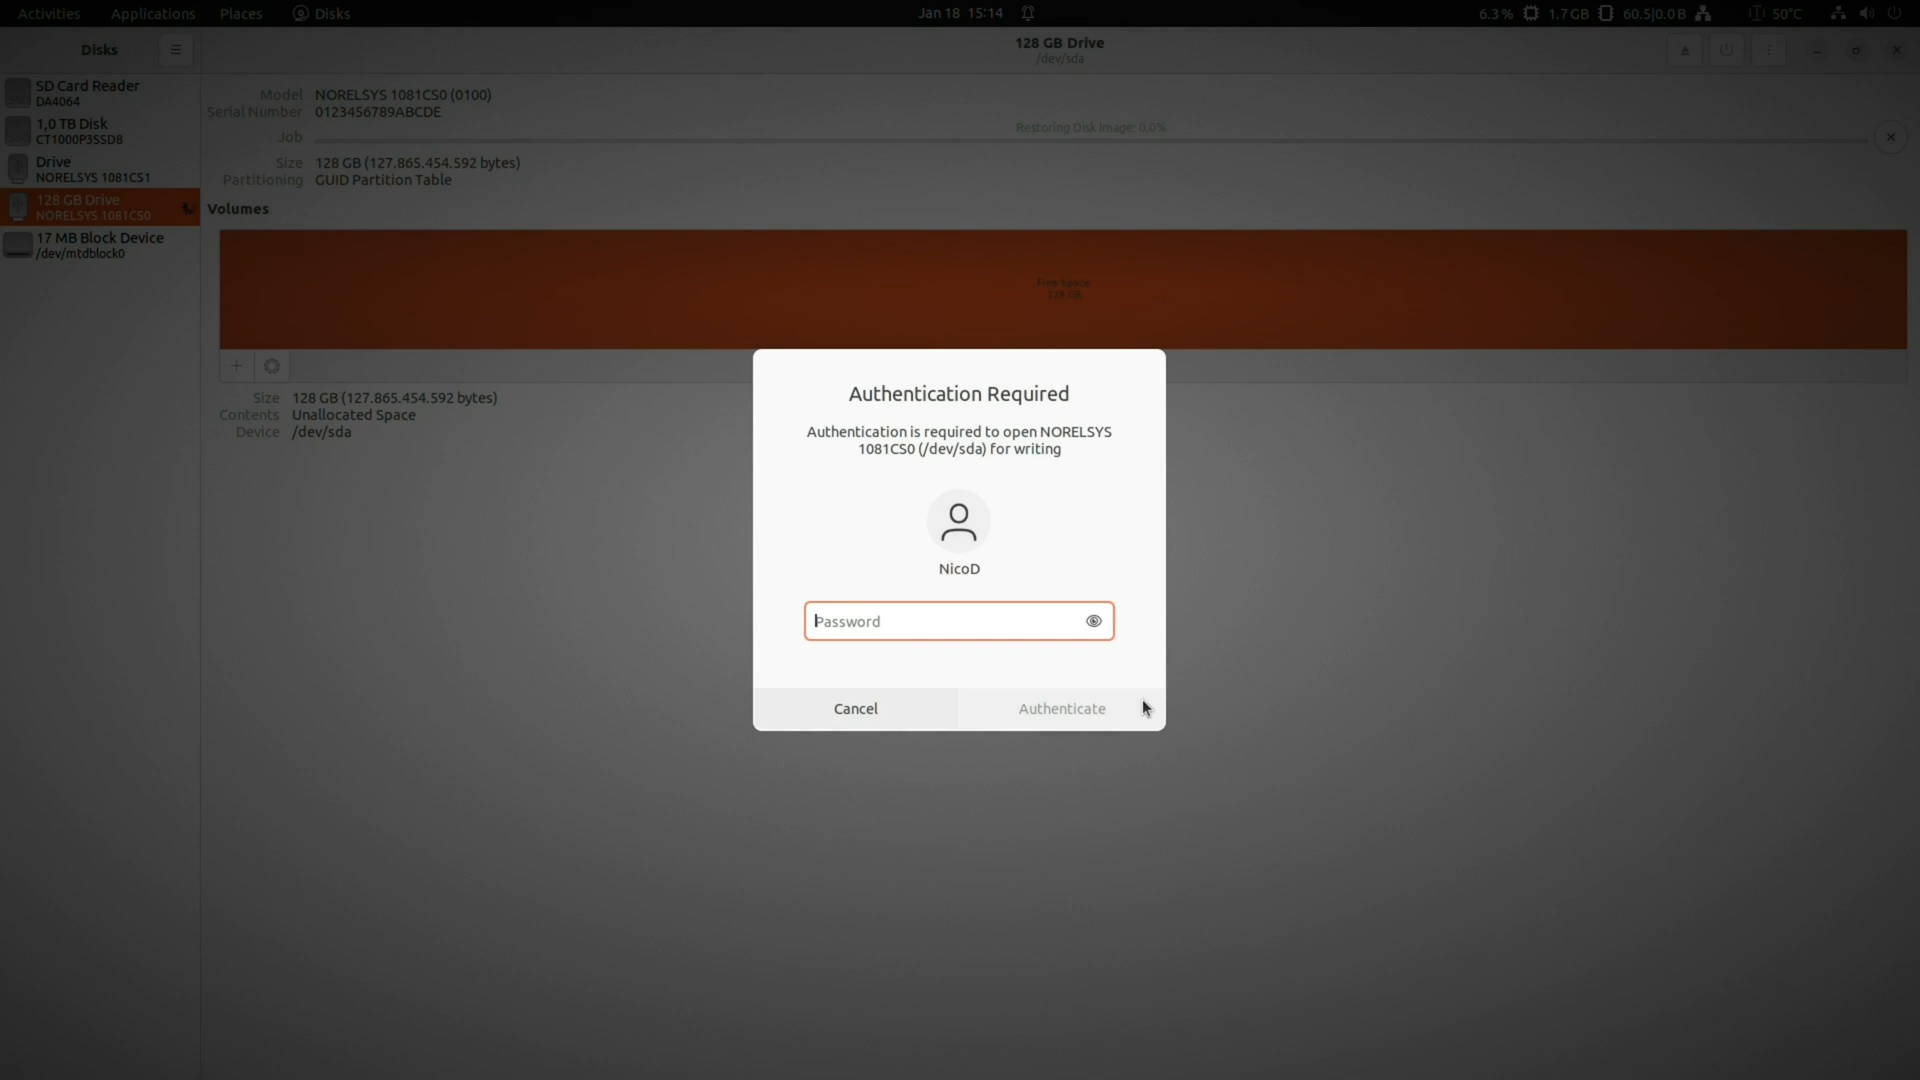 Activities Applications Places Disks Jan 18 15:14 6.3 % 1.7 GB 60.5|0.0 B 50°C
Disks
128 GB Drive
/dev/sda
SD Card Reader
DA4064
1,0 TB Disk
CT1000P3SSD8
Drive
NORELSYS 1081CS1
128 GB Drive
NORELSYS 1081CS0
17 MB Block Device
/dev/mtdblock0
Model NORELSYS 1081CS0 (0100)
Serial Number 0123456789ABCDE
Job Restoring Disk Image: 0,0%
Size 128 GB (127.865.454.592 bytes)
Partitioning GUID Partition Table
Volumes
Free Space
128 GB
Size 128 GB (127.865.454.592 bytes)
Contents Unallocated Space
Device /dev/sda
Authentication Required
Authentication is required to open NORELSYS
1081CS0 (/dev/sda) for writing
NicoD
Password
Cancel Authenticate